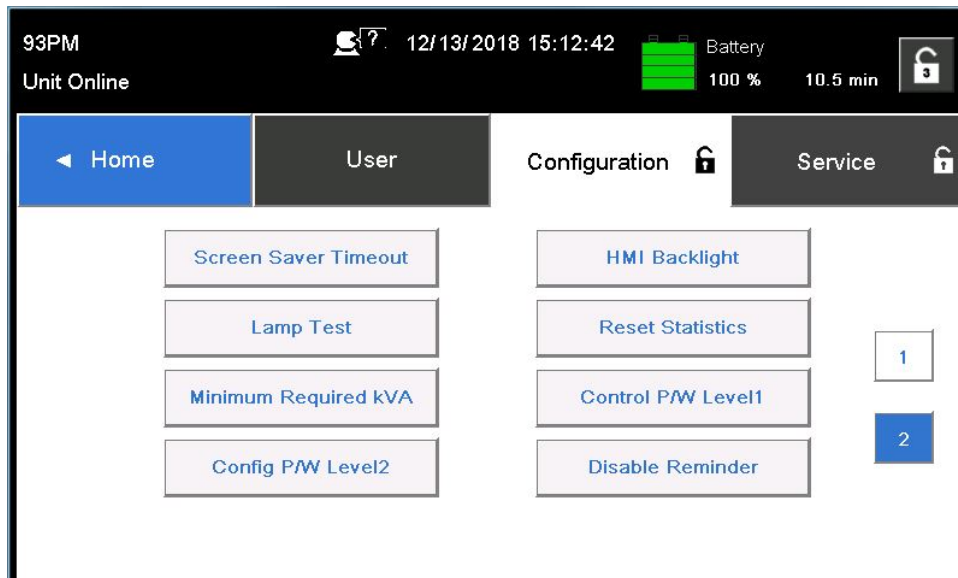 93PM
? 12/13/2018 15:12:42
Battery
Unit Online
100 % 10.5 min
3
◄ Home User Configuration Service
Screen Saver Timeout HMI Backlight
Lamp Test Reset Statistics
1
Minimum Required kVA Control P/W Level1
2
Config P/W Level2 Disable Reminder